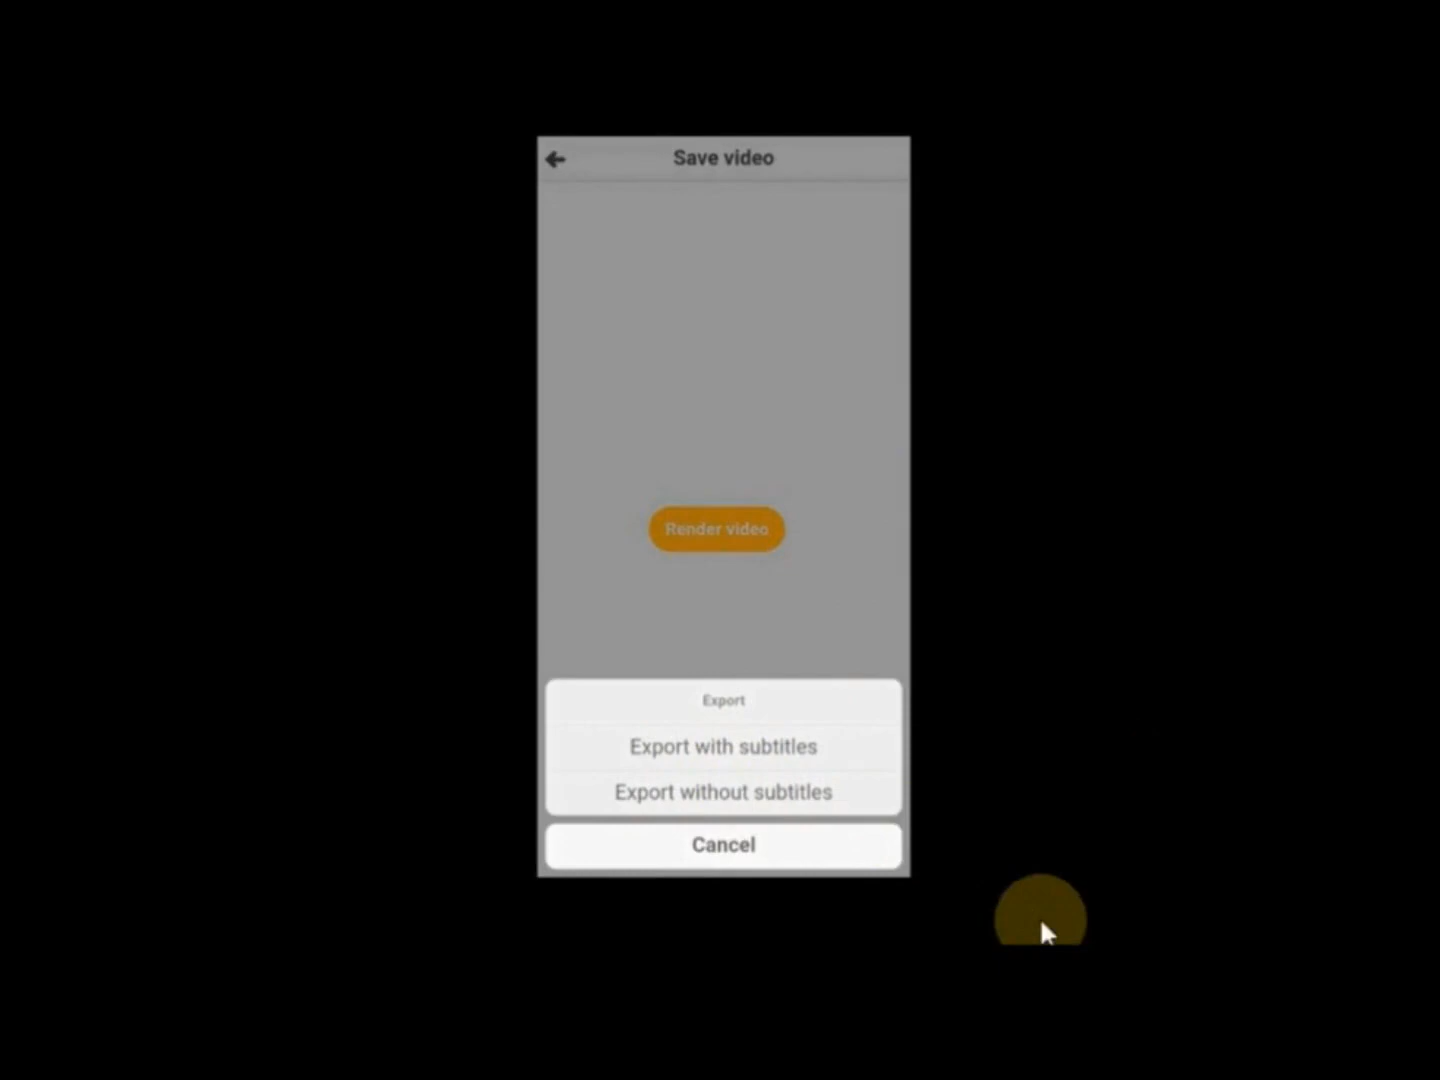 Save video
Render video
Export
Export with subtitles
Export without subtitles
Cancel